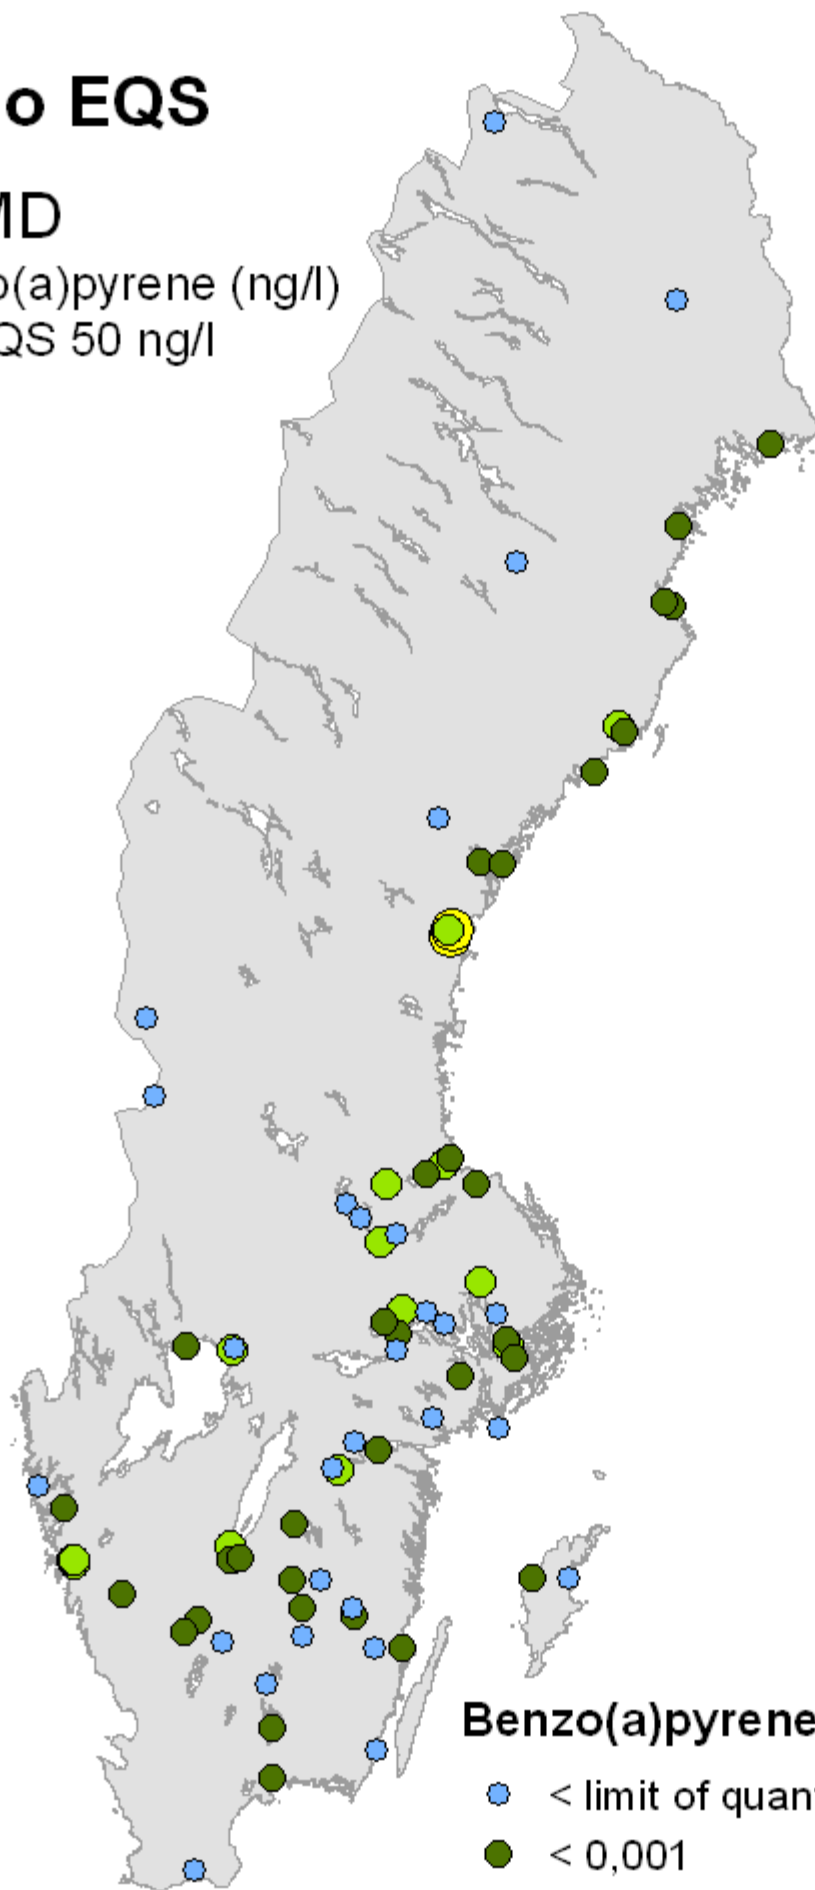 o EQS
MD
o(a)pyrene (ng/l)
QS 50 ng/l
Benzo(a)pyrene
< limit of quan
< 0,001